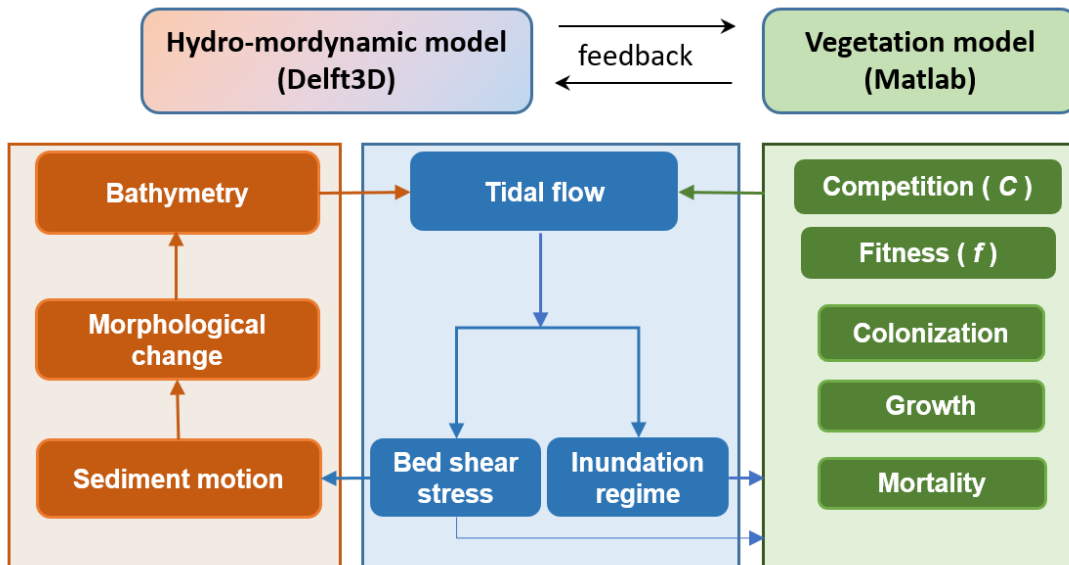 Hydro-mordynamic model
(Delft3D)
feedback
Vegetation model
(Matlab)
Bathymetry
Morphological
change
Sediment motion
Tidal flow
Bed shear
stress
Inundation
regime
Competition ( C )
Fitness ( f )
Colonization
Growth
Mortality